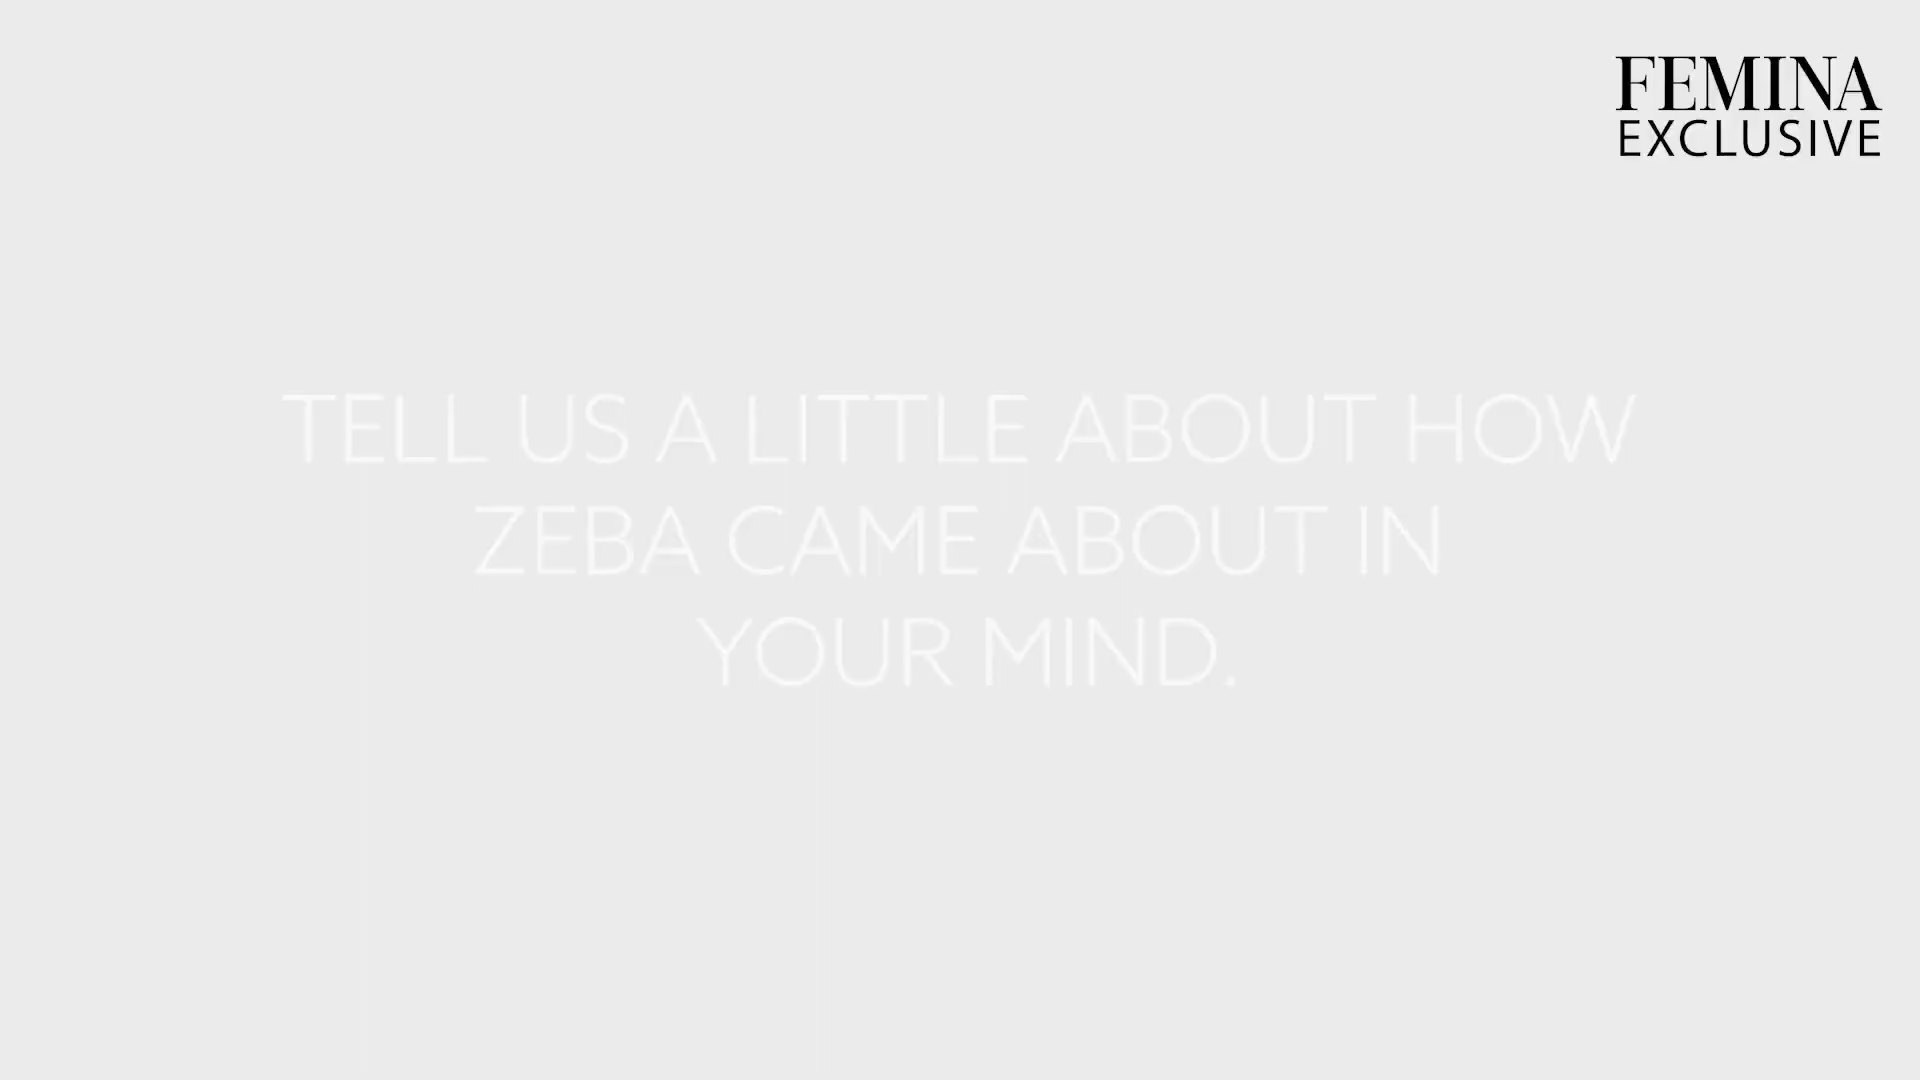 FEMINA
EXCLUSIVE
TELL US A LITTLE ABOUT HOW
ZEBA CAME ABOUT IN
YOUR MIND.